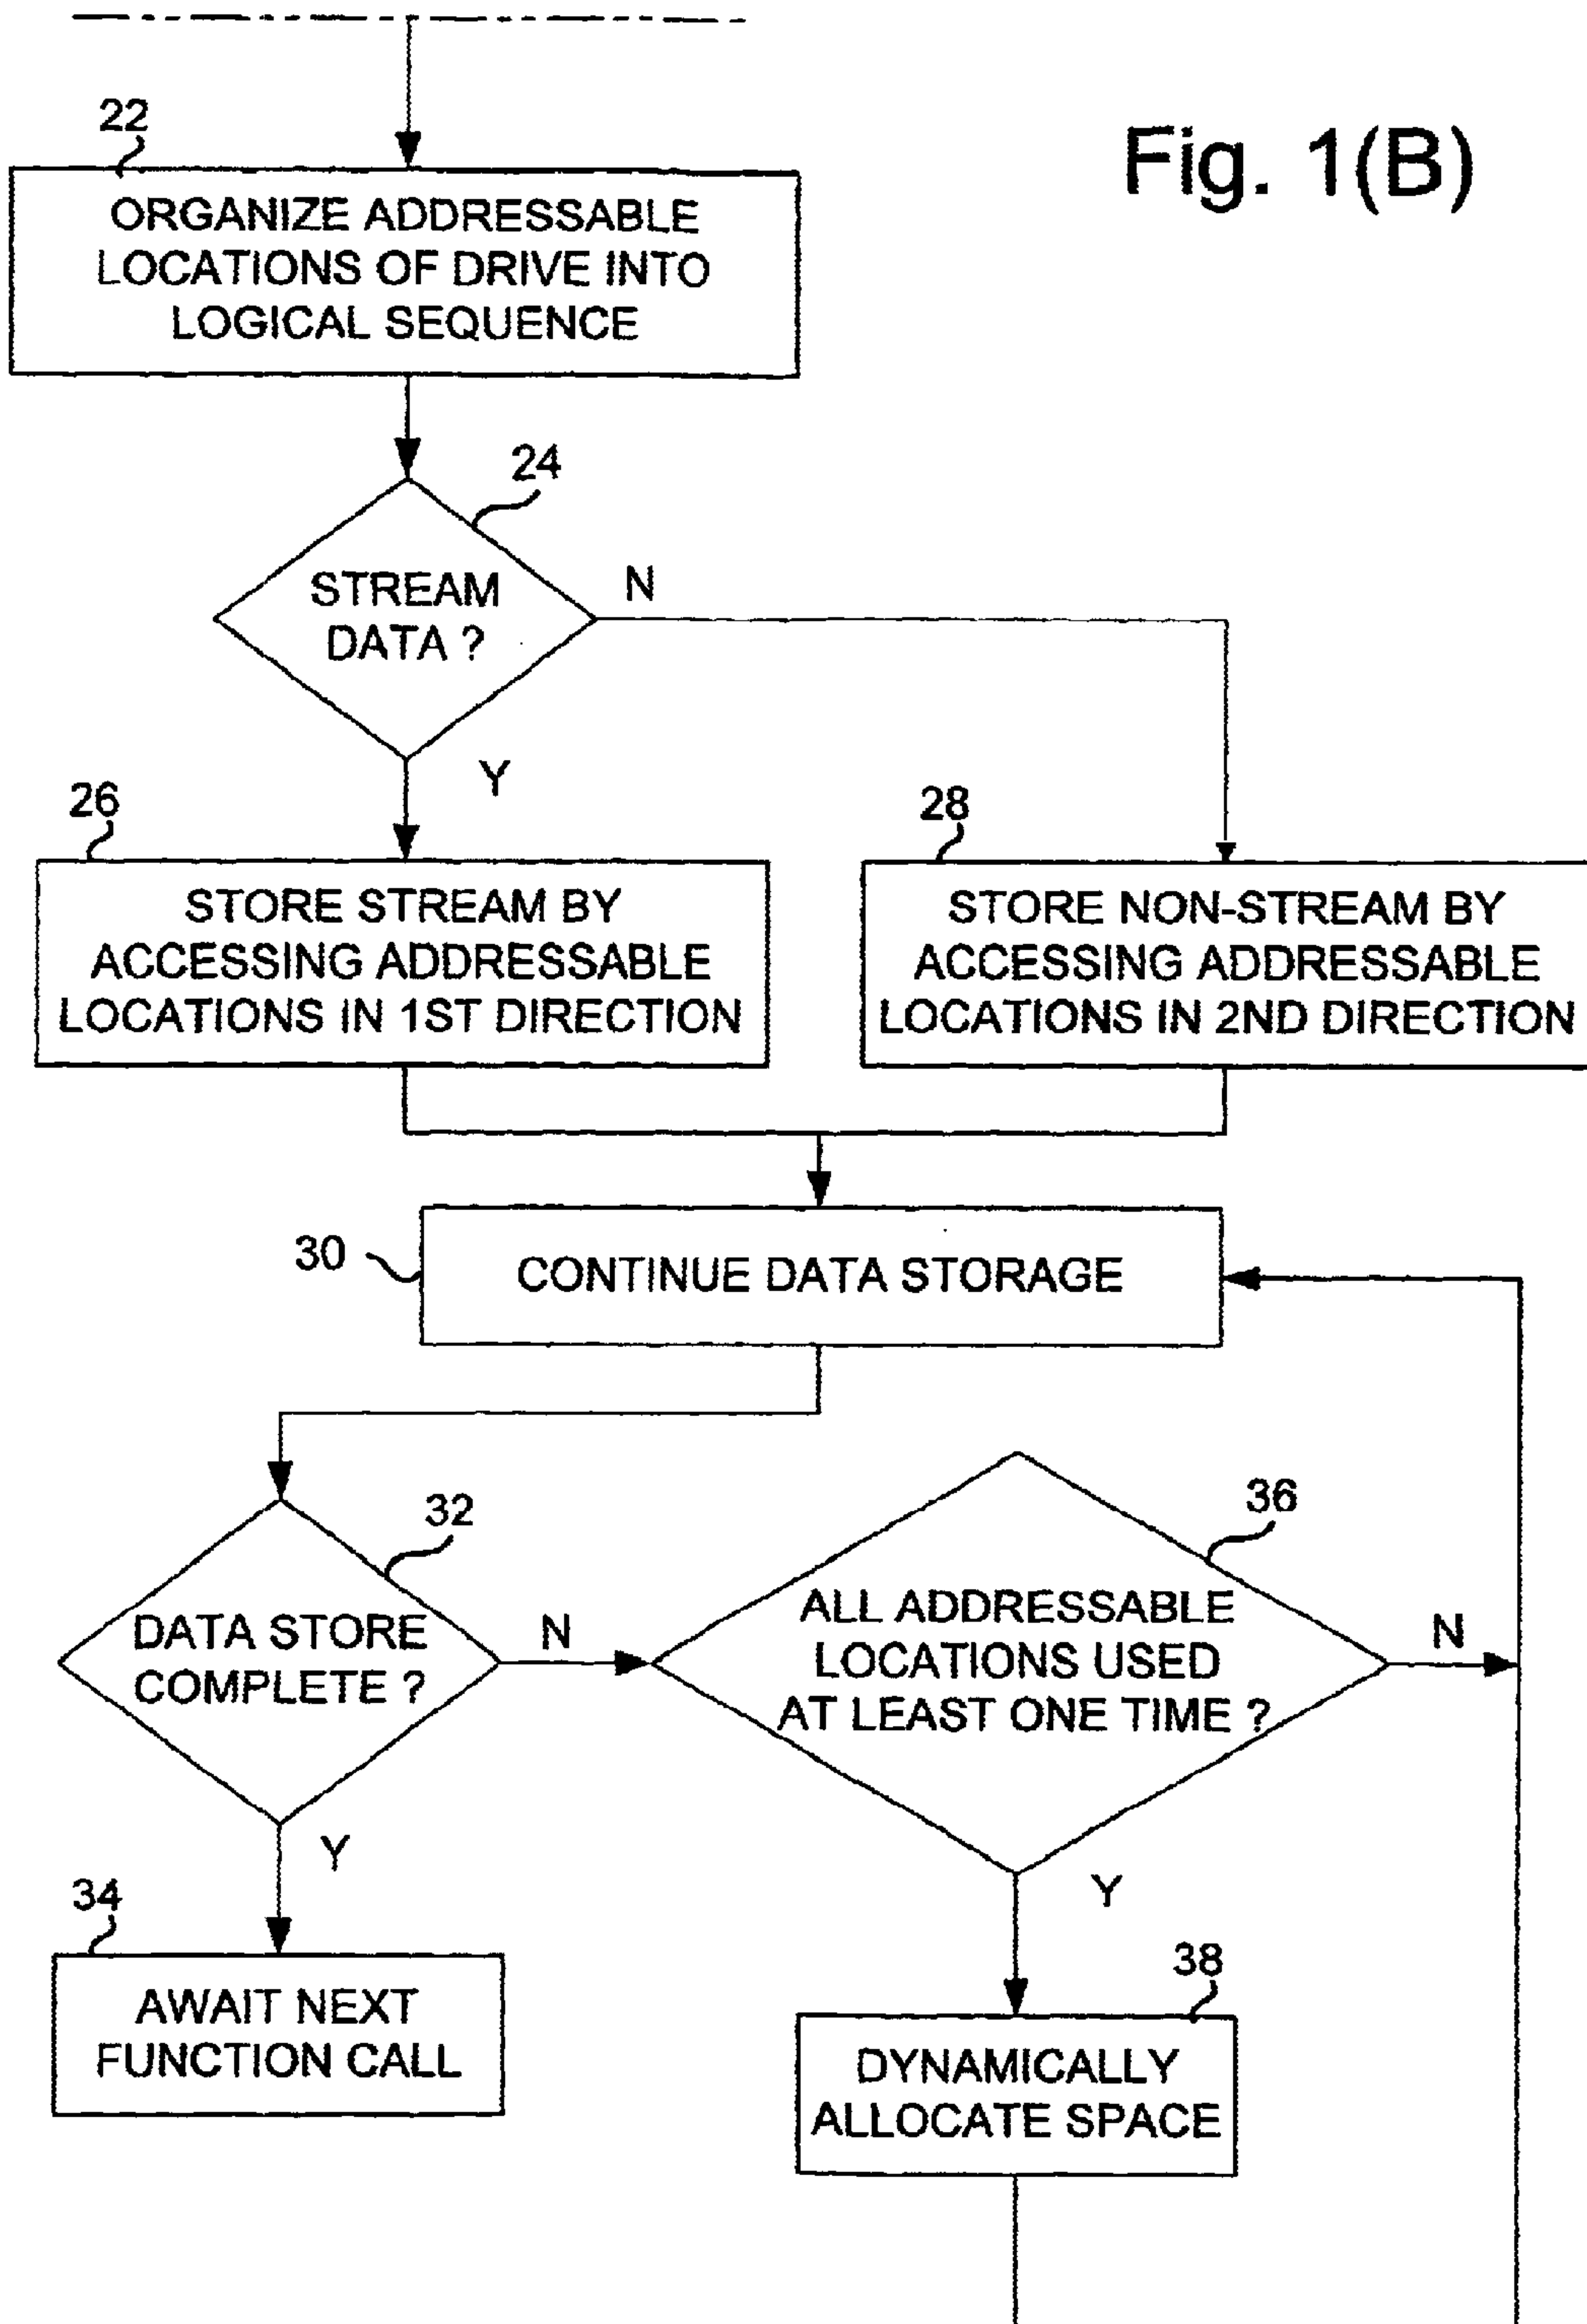 Fig. 1(B)
22
ORGANIZE ADDRESSABLE
LOCATIONS OF DRIVE INTO
LOGICAL SEQUENCE
24
STREAM
DATA ?
N
Y
26
STORE STREAM BY
ACCESSING ADDRESSABLE
LOCATIONS IN 1ST DIRECTION
28
STORE NON-STREAM BY
ACCESSING ADDRESSABLE
LOCATIONS IN 2ND DIRECTION
30
CONTINUE DATA STORAGE
32
DATA STORE
COMPLETE ?
N
Y
36
ALL ADDRESSABLE
LOCATIONS USED
AT LEAST ONE TIME ?
N
Y
34
AWAIT NEXT
FUNCTION CALL
38
DYNAMICALLY
ALLOCATE SPACE